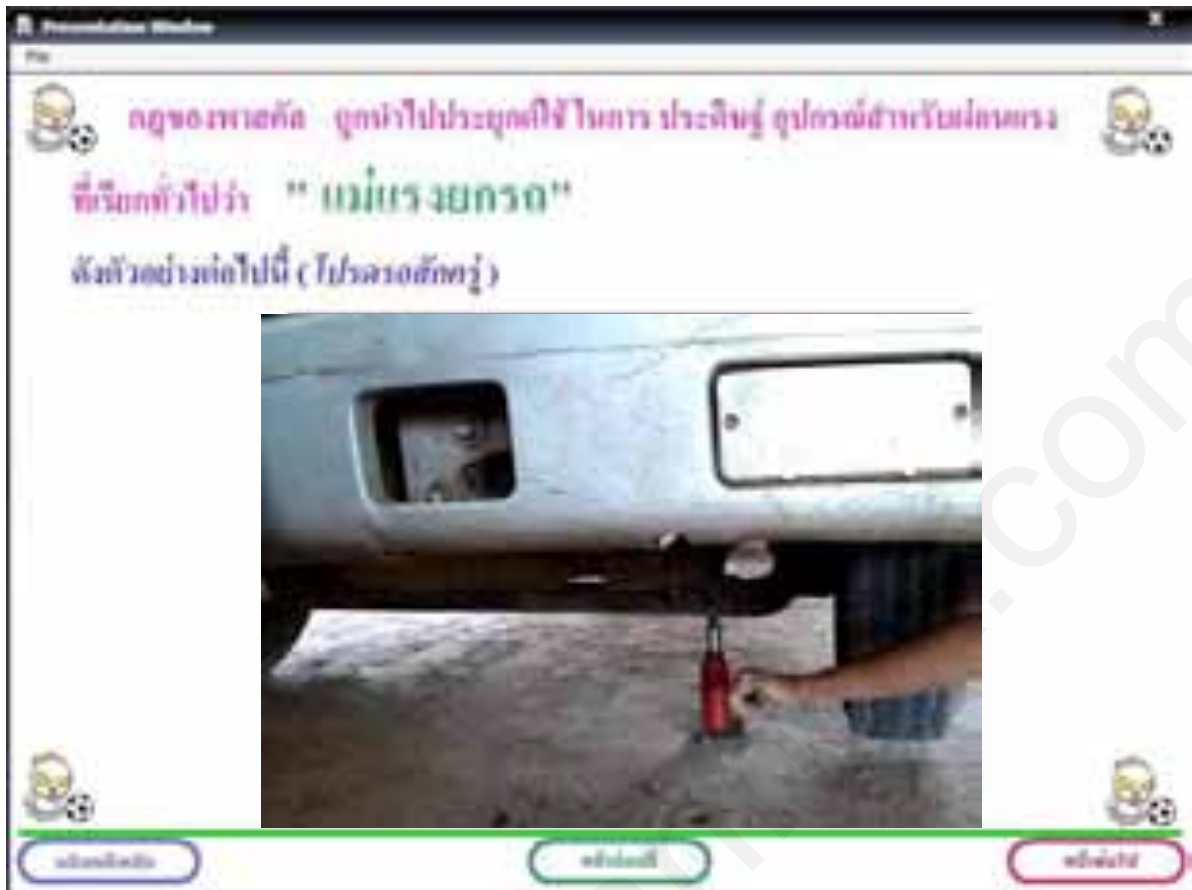 Presentation Window
File
กฎของพาสคัล ถูกนำไปประยุกต์ใช้ ในการ ประดิษฐ์ อุปกรณ์สำหรับผ่อนแรง
ที่เรียกทั่วไปว่า " แม่แรงยกรถ"
ดังตัวอย่างต่อไปนี้ ( โปรดรอสักครู่ )
.com